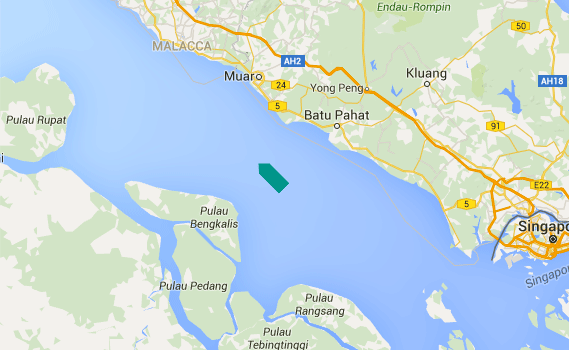 Endau-Rompin
50
MALACCA
AH2
Muar
24
Yong Peng
Kluang
AH18
5
Batu Pahat
91
Pulau Rupat
E22
5
Pulau
Bengkalis
Singapo
Singapor
Pulau Pedang
Pulau
Rangsang
Pulau
Tebingtinggi